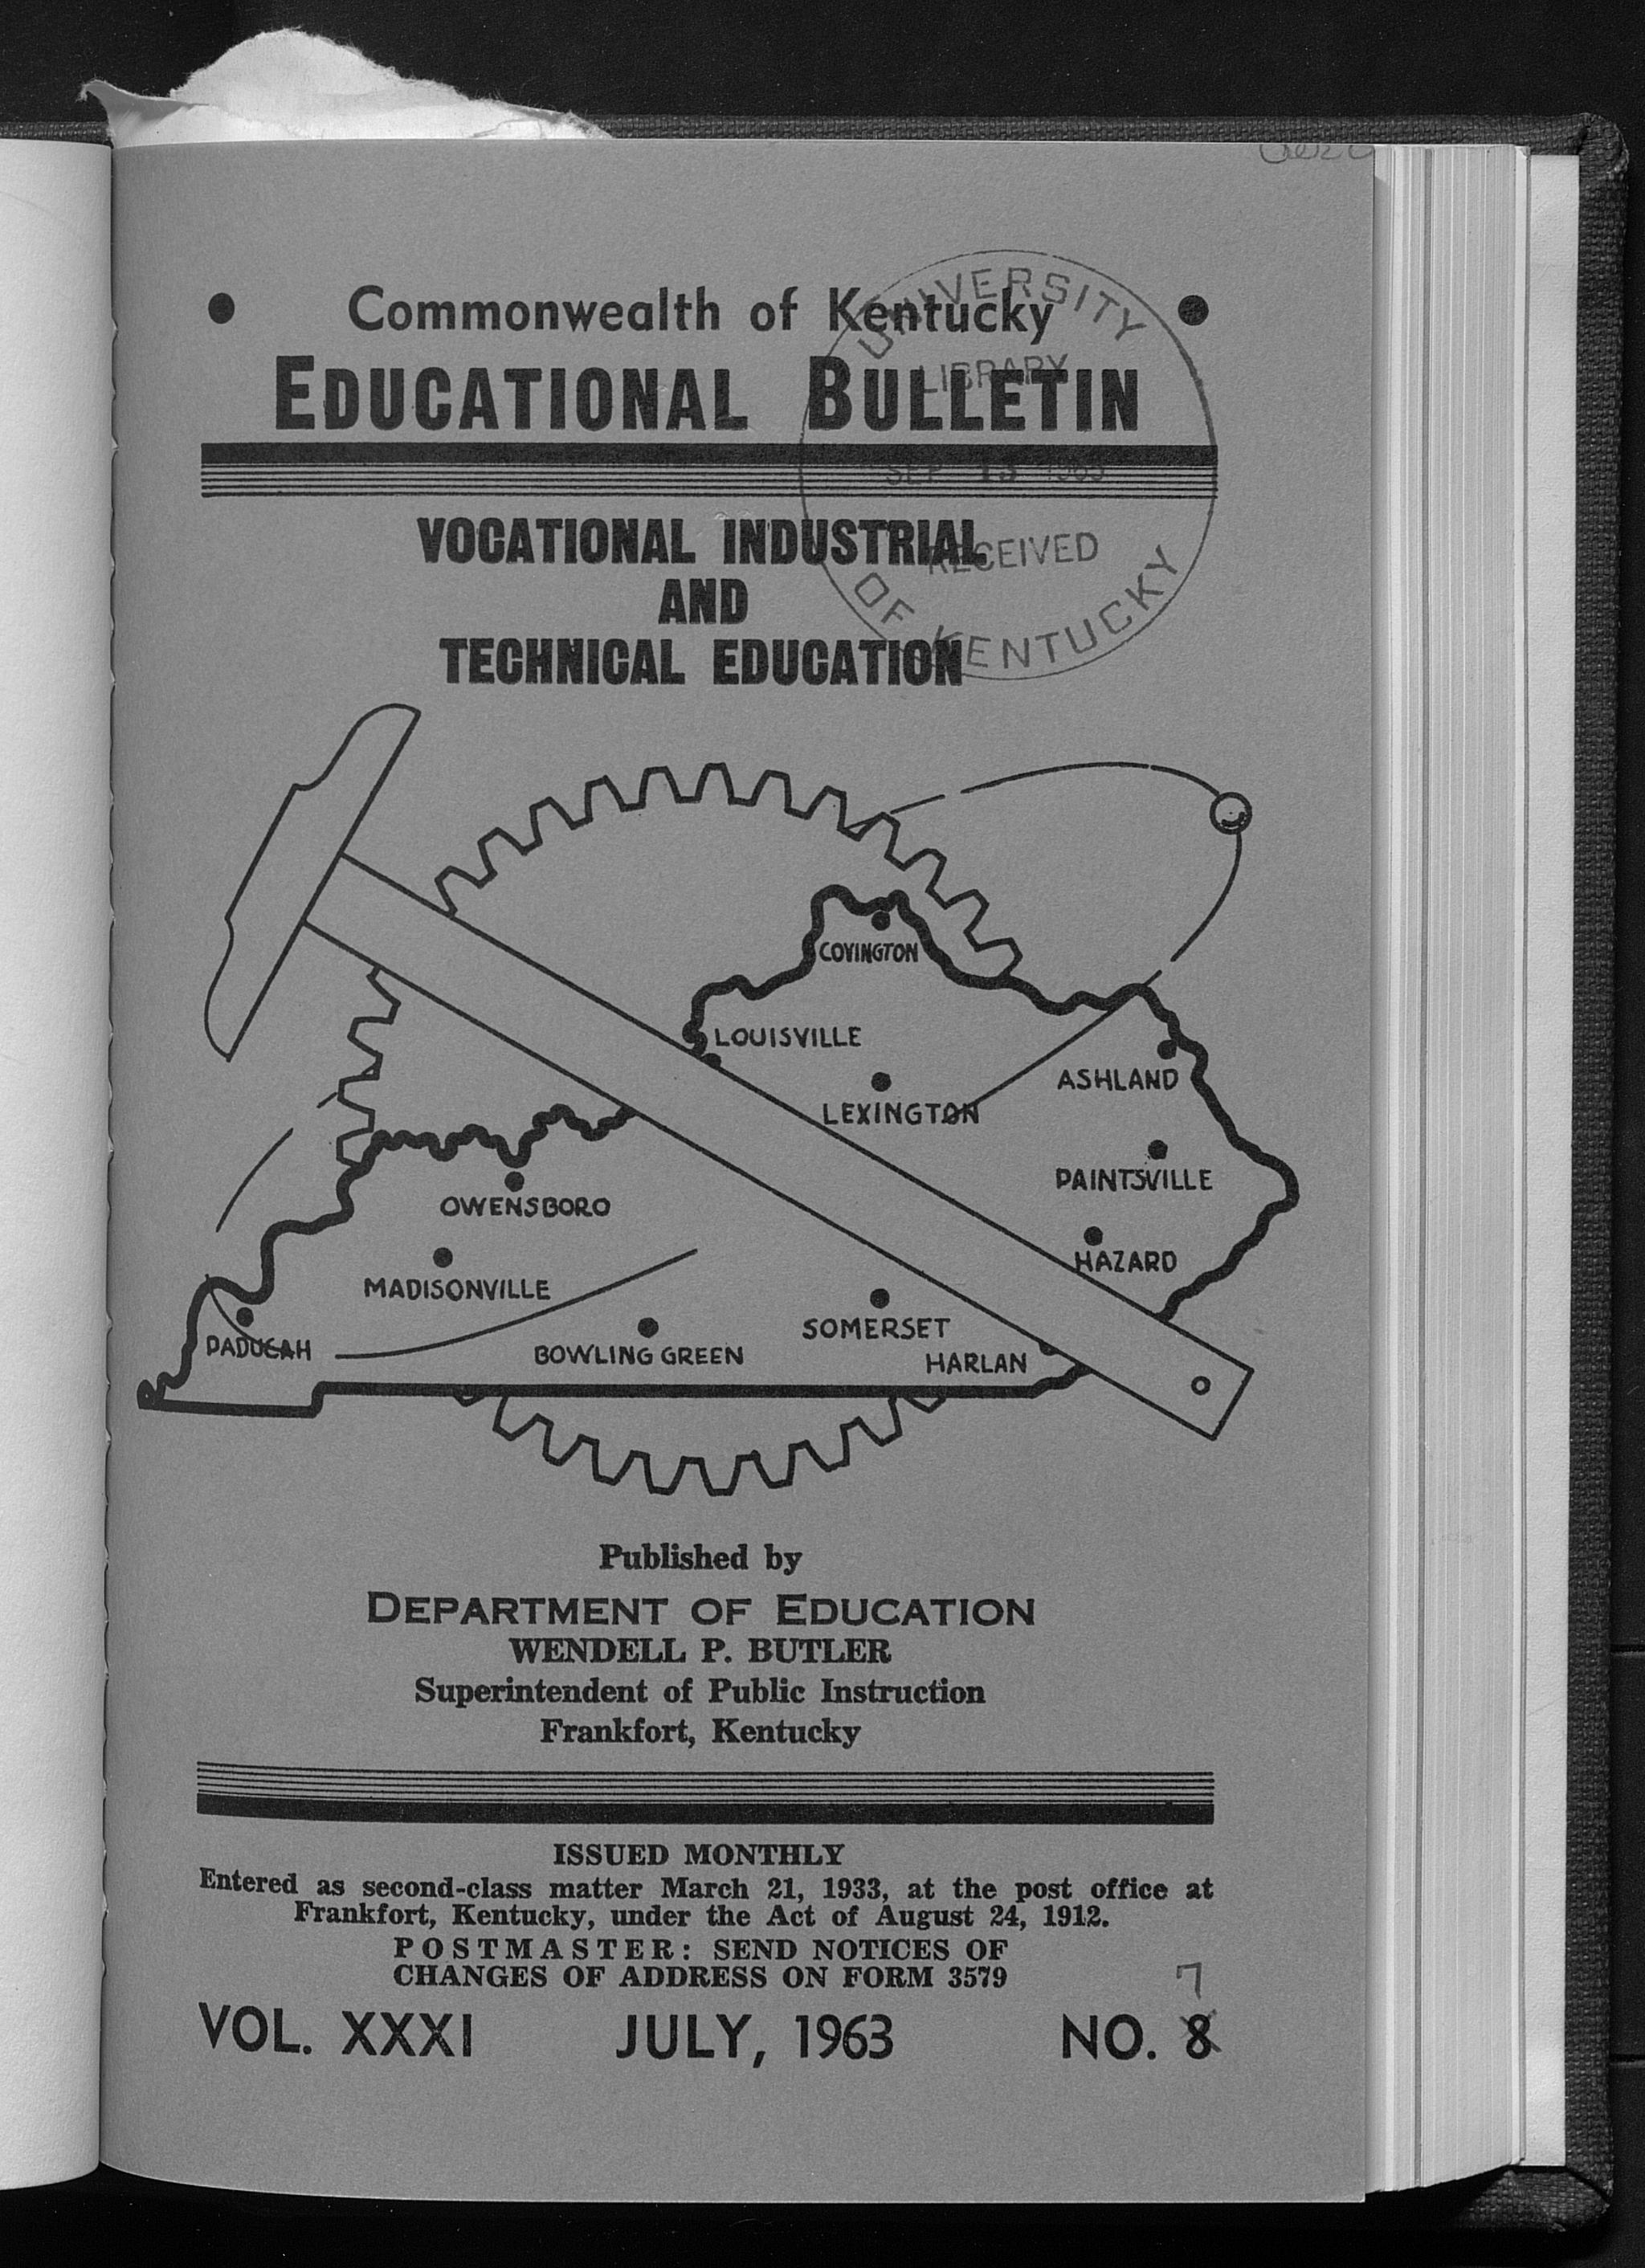 Commonwealth of Kentucky
EDUCATIONAL BULLETIN
UNIVERSITY
LIBRARY
SEP 13 1963
RECEIVED
OF KENTUCKY
VOCATIONAL INDUSTRIAL
AND
TECHNICAL EDUCATION
COVINGTON
LOUISVILLE
ASHLAND
LEXINGTON
PAINTSVILLE
OWENSBORO
HAZARD
MADISONVILLE
SOMERSET
PADUCAH
BOWLING GREEN
HARLAN
Published by
DEPARTMENT OF EDUCATION
WENDELL P. BUTLER
Superintendent of Public Instruction
Frankfort, Kentucky
ISSUED MONTHLY
Entered as second-class matter March 21, 1933, at the post office at
Frankfort, Kentucky, under the Act of August 24, 1912.
POSTMASTER: SEND NOTICES OF
CHANGES OF ADDRESS ON FORM 3579
7
VOL. XXXI JULY, 1963 NO. 8